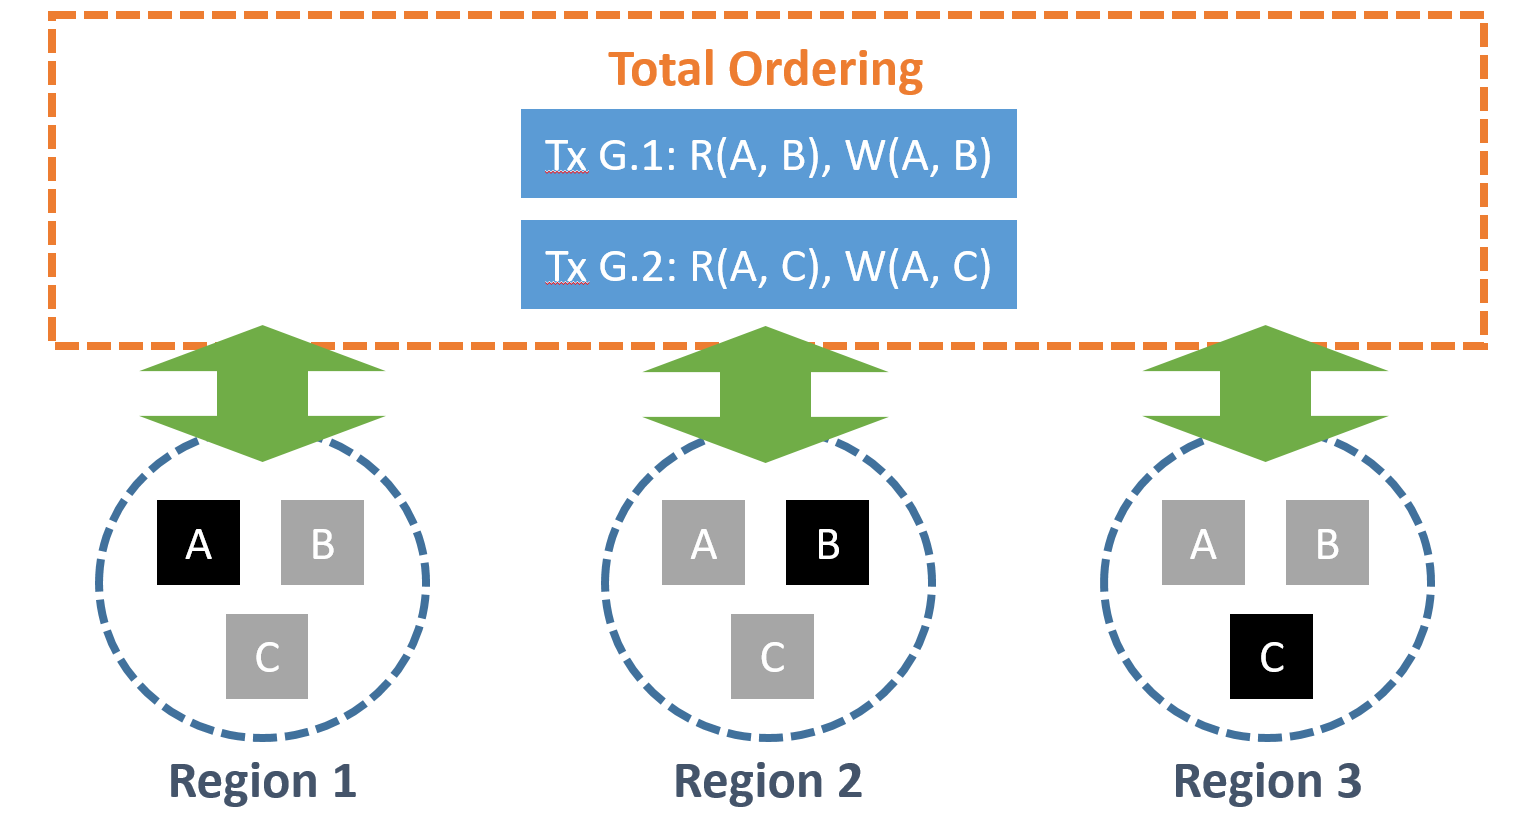 Total Ordering
Tx G.1: R(A, B), W(A, B)
Tx G.2: R(A, C), W(A, C)
A B
C
A B
C
A B
C
Region 1
Region 2
Region 3